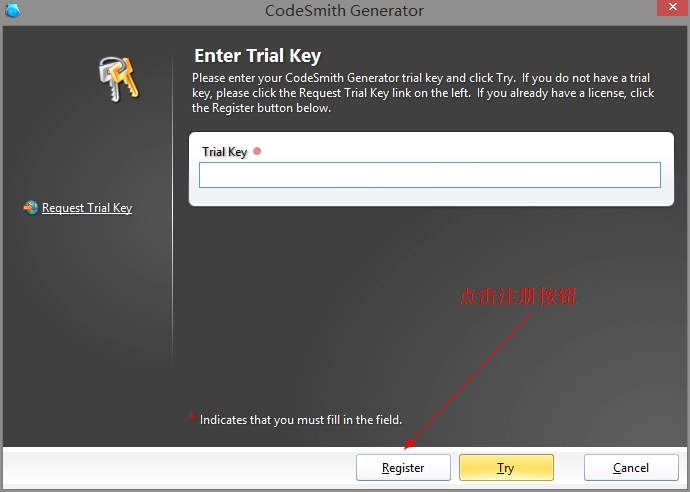 CodeSmith Generator
Enter Trial Key
Please enter your CodeSmith Generator trial key and click Try. If you do not have a trial
key, please click the Request Trial Key link on the left. If you already have a license, click
the Register button below.
Trial Key
Request Trial Key
点击注册按钮
* Indicates that you must fill in the field.
Register
Try
Cancel